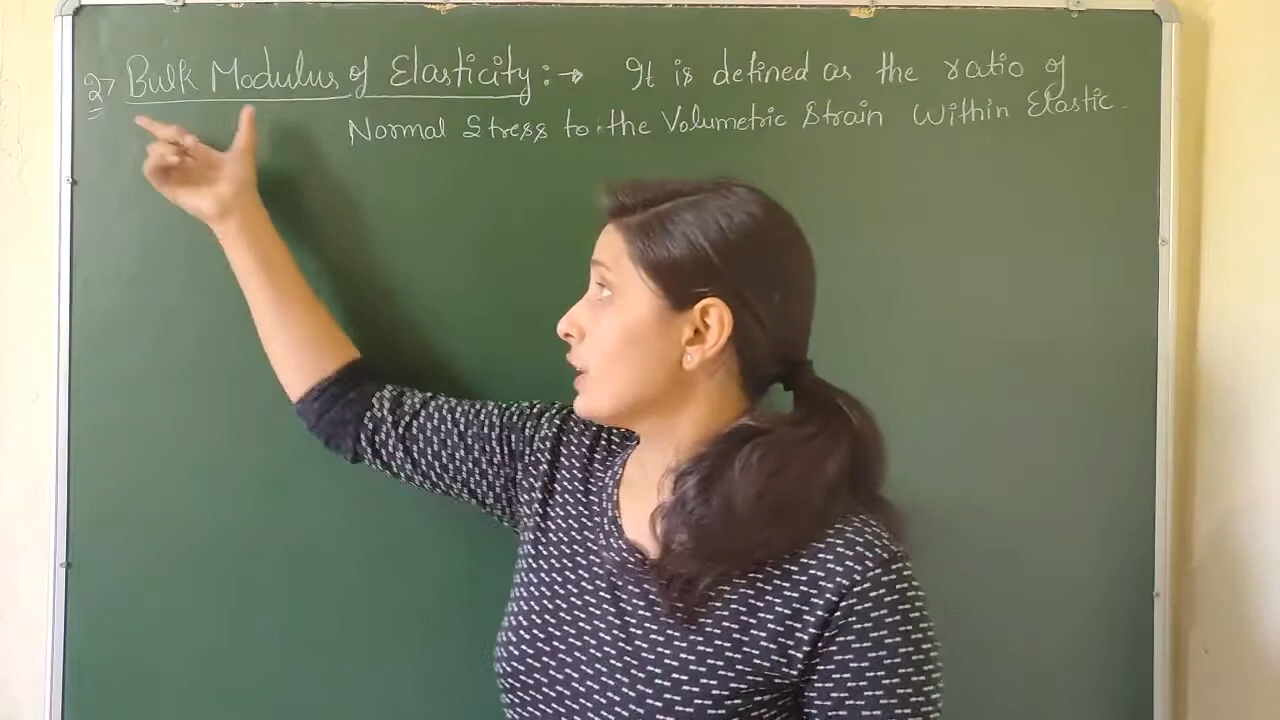 2> Bulk Modulus of Elasticity :→ It is defined as the ratio of
Normal Stress to the Volumetric Strain Within Elastic